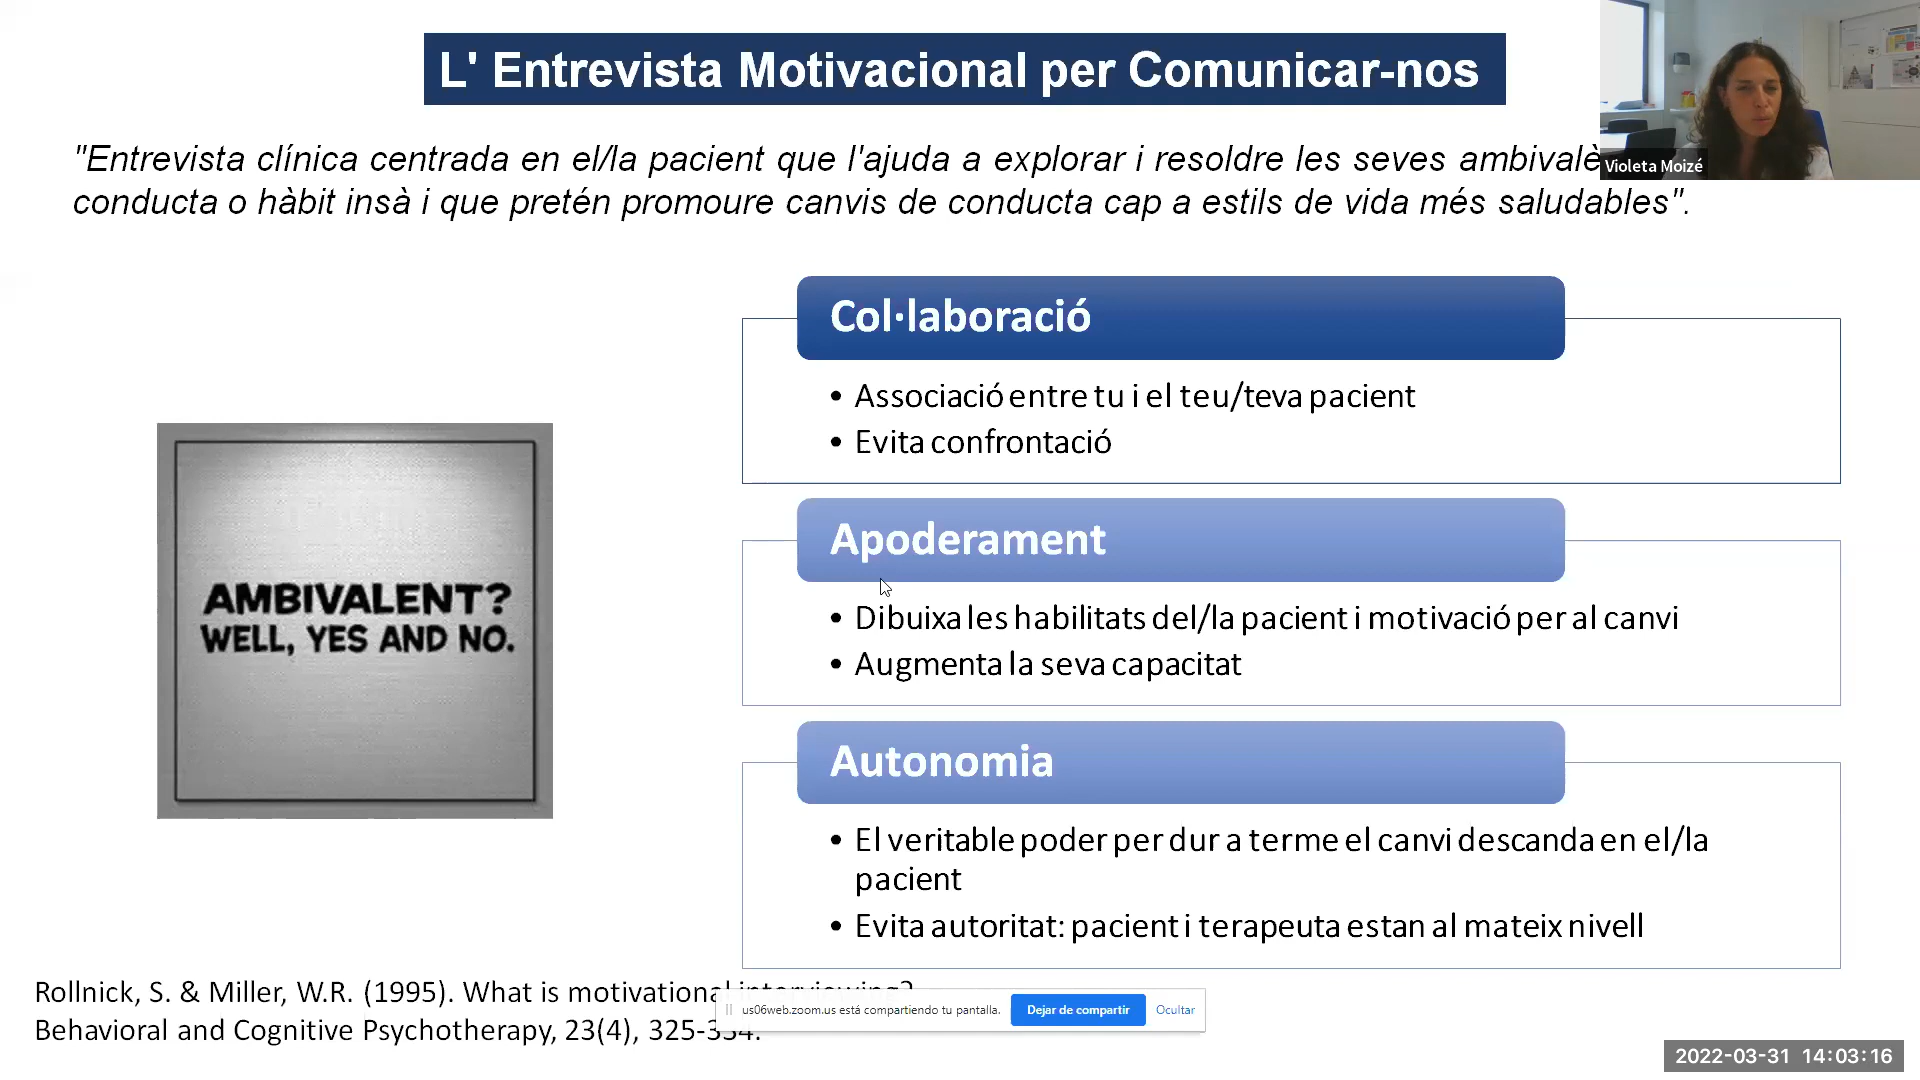 L' Entrevista Motivacional per Comunicar-nos
"Entrevista clínica centrada en el/la pacient que l'ajuda a explorar i resoldre les seves
conducta o hàbit insà i que pretén promoure canvis de conducta cap a estils de vida més saludables".
Violeta Moizé
Col·laboració
• Associació entre tu i el teu/teva pacient
• Evita confrontació
AMBIVALENT?
WELL, YES AND NO.
Apoderament
• Dibuixa les habilitats del/la pacient i motivació per al canvi
• Augmenta la seva capacitat
Autonomia
• El veritable poder per dur a terme el canvi descanda en el/la
pacient
• Evita autoritat: pacient i terapeuta estan al mateix nivell
Rollnick, S. & Miller, W.R. (1995). What is motivational interviewing?
Behavioral and Cognitive Psychotherapy, 23(4), 325-334.
us06web.zoom.us está compartiendo tu pantalla.
Dejar de compartir
Ocultar
2022-03-31 14:03:16